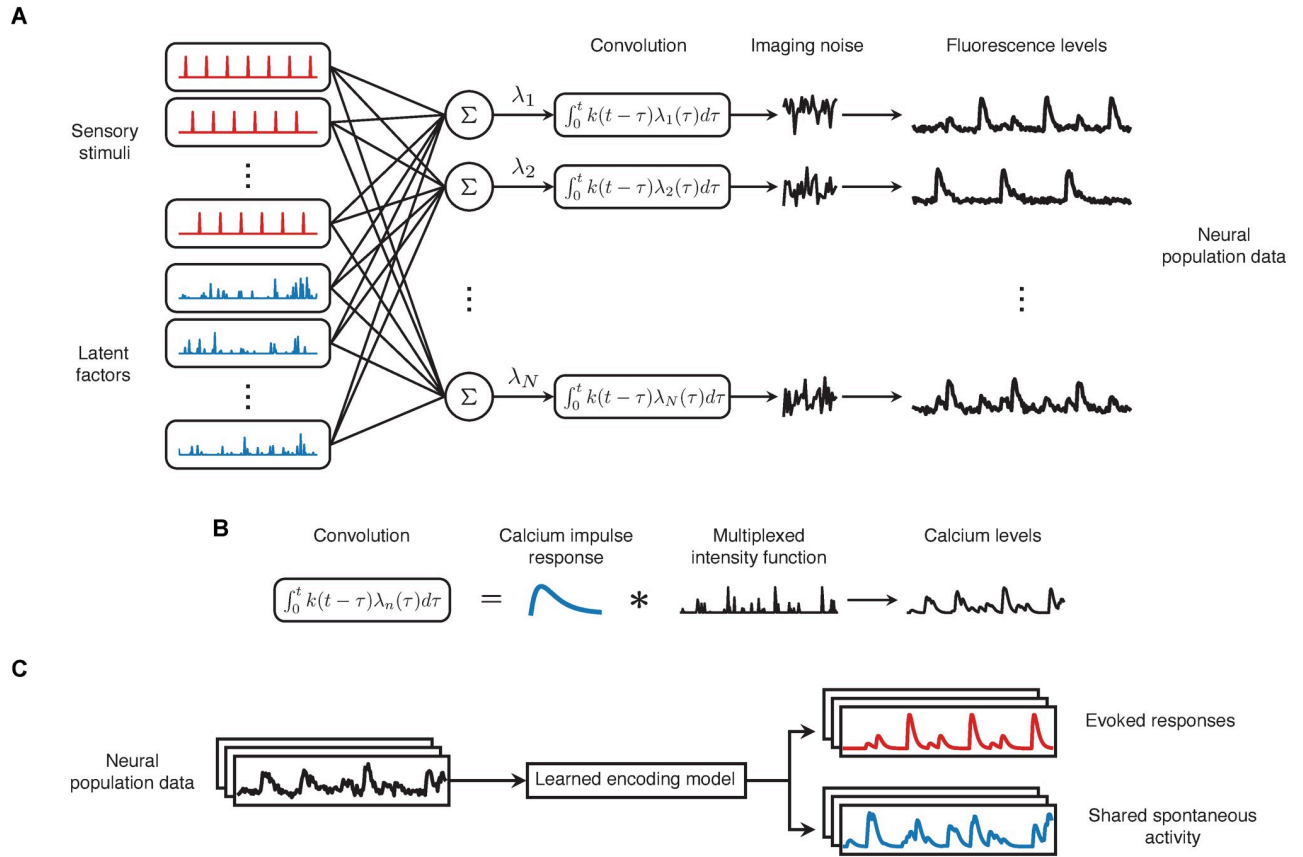 A
Convolution
Imaging noise
Fluorescence levels
Sensory
stimuli
Latent
factors
Σ
λ₁
∫₀ᵗ k(t − τ)λ₁(τ)dτ
Σ
λ₂
∫₀ᵗ k(t − τ)λ₂(τ)dτ
Σ
λ_N
∫₀ᵗ k(t − τ)λ_N(τ)dτ
Neural
population data
B
Convolution
Calcium impulse
response
Multiplexed
intensity function
Calcium levels
∫₀ᵗ k(t − τ)λₙ(τ)dτ
=
*
C
Neural
population data
Learned encoding model
Evoked responses
Shared spontaneous
activity